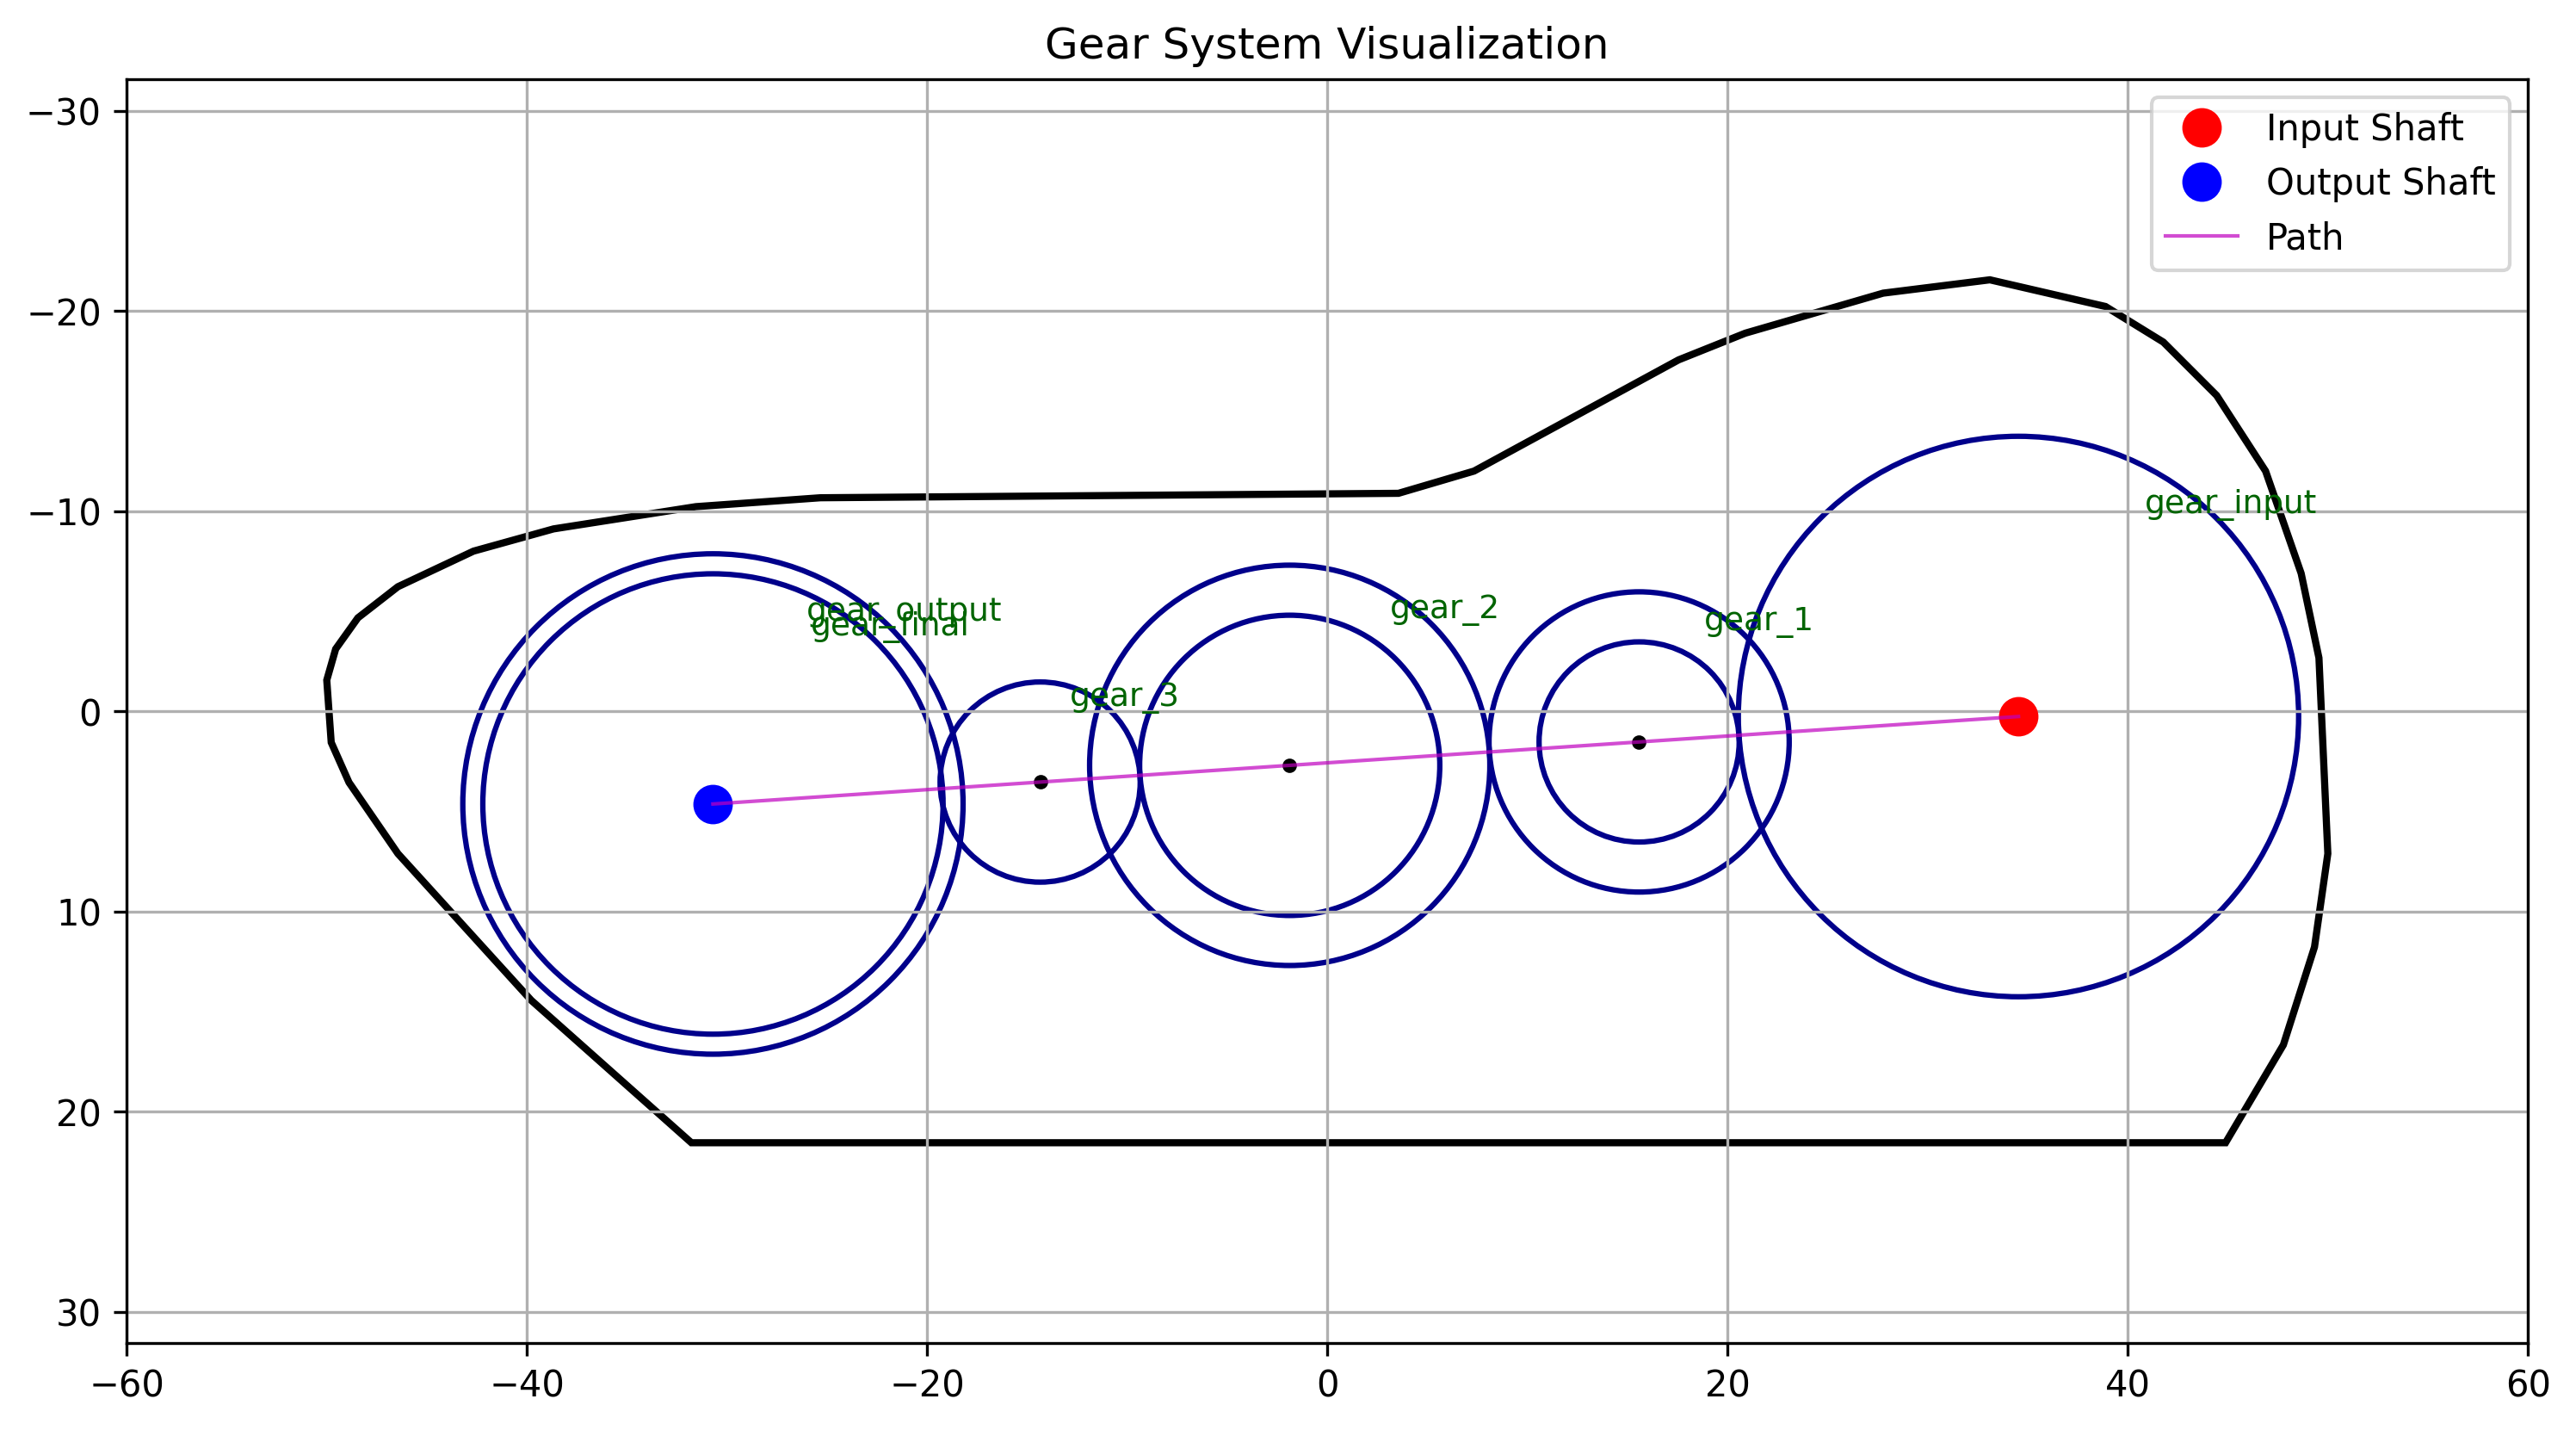 Gear System Visualization
Input Shaft
Output Shaft
Path
gear_input
gear_output
gear_final
gear_2
gear_1
gear_3
−30
−20
−10
0
10
20
30
−60
−40
−20
0
20
40
60